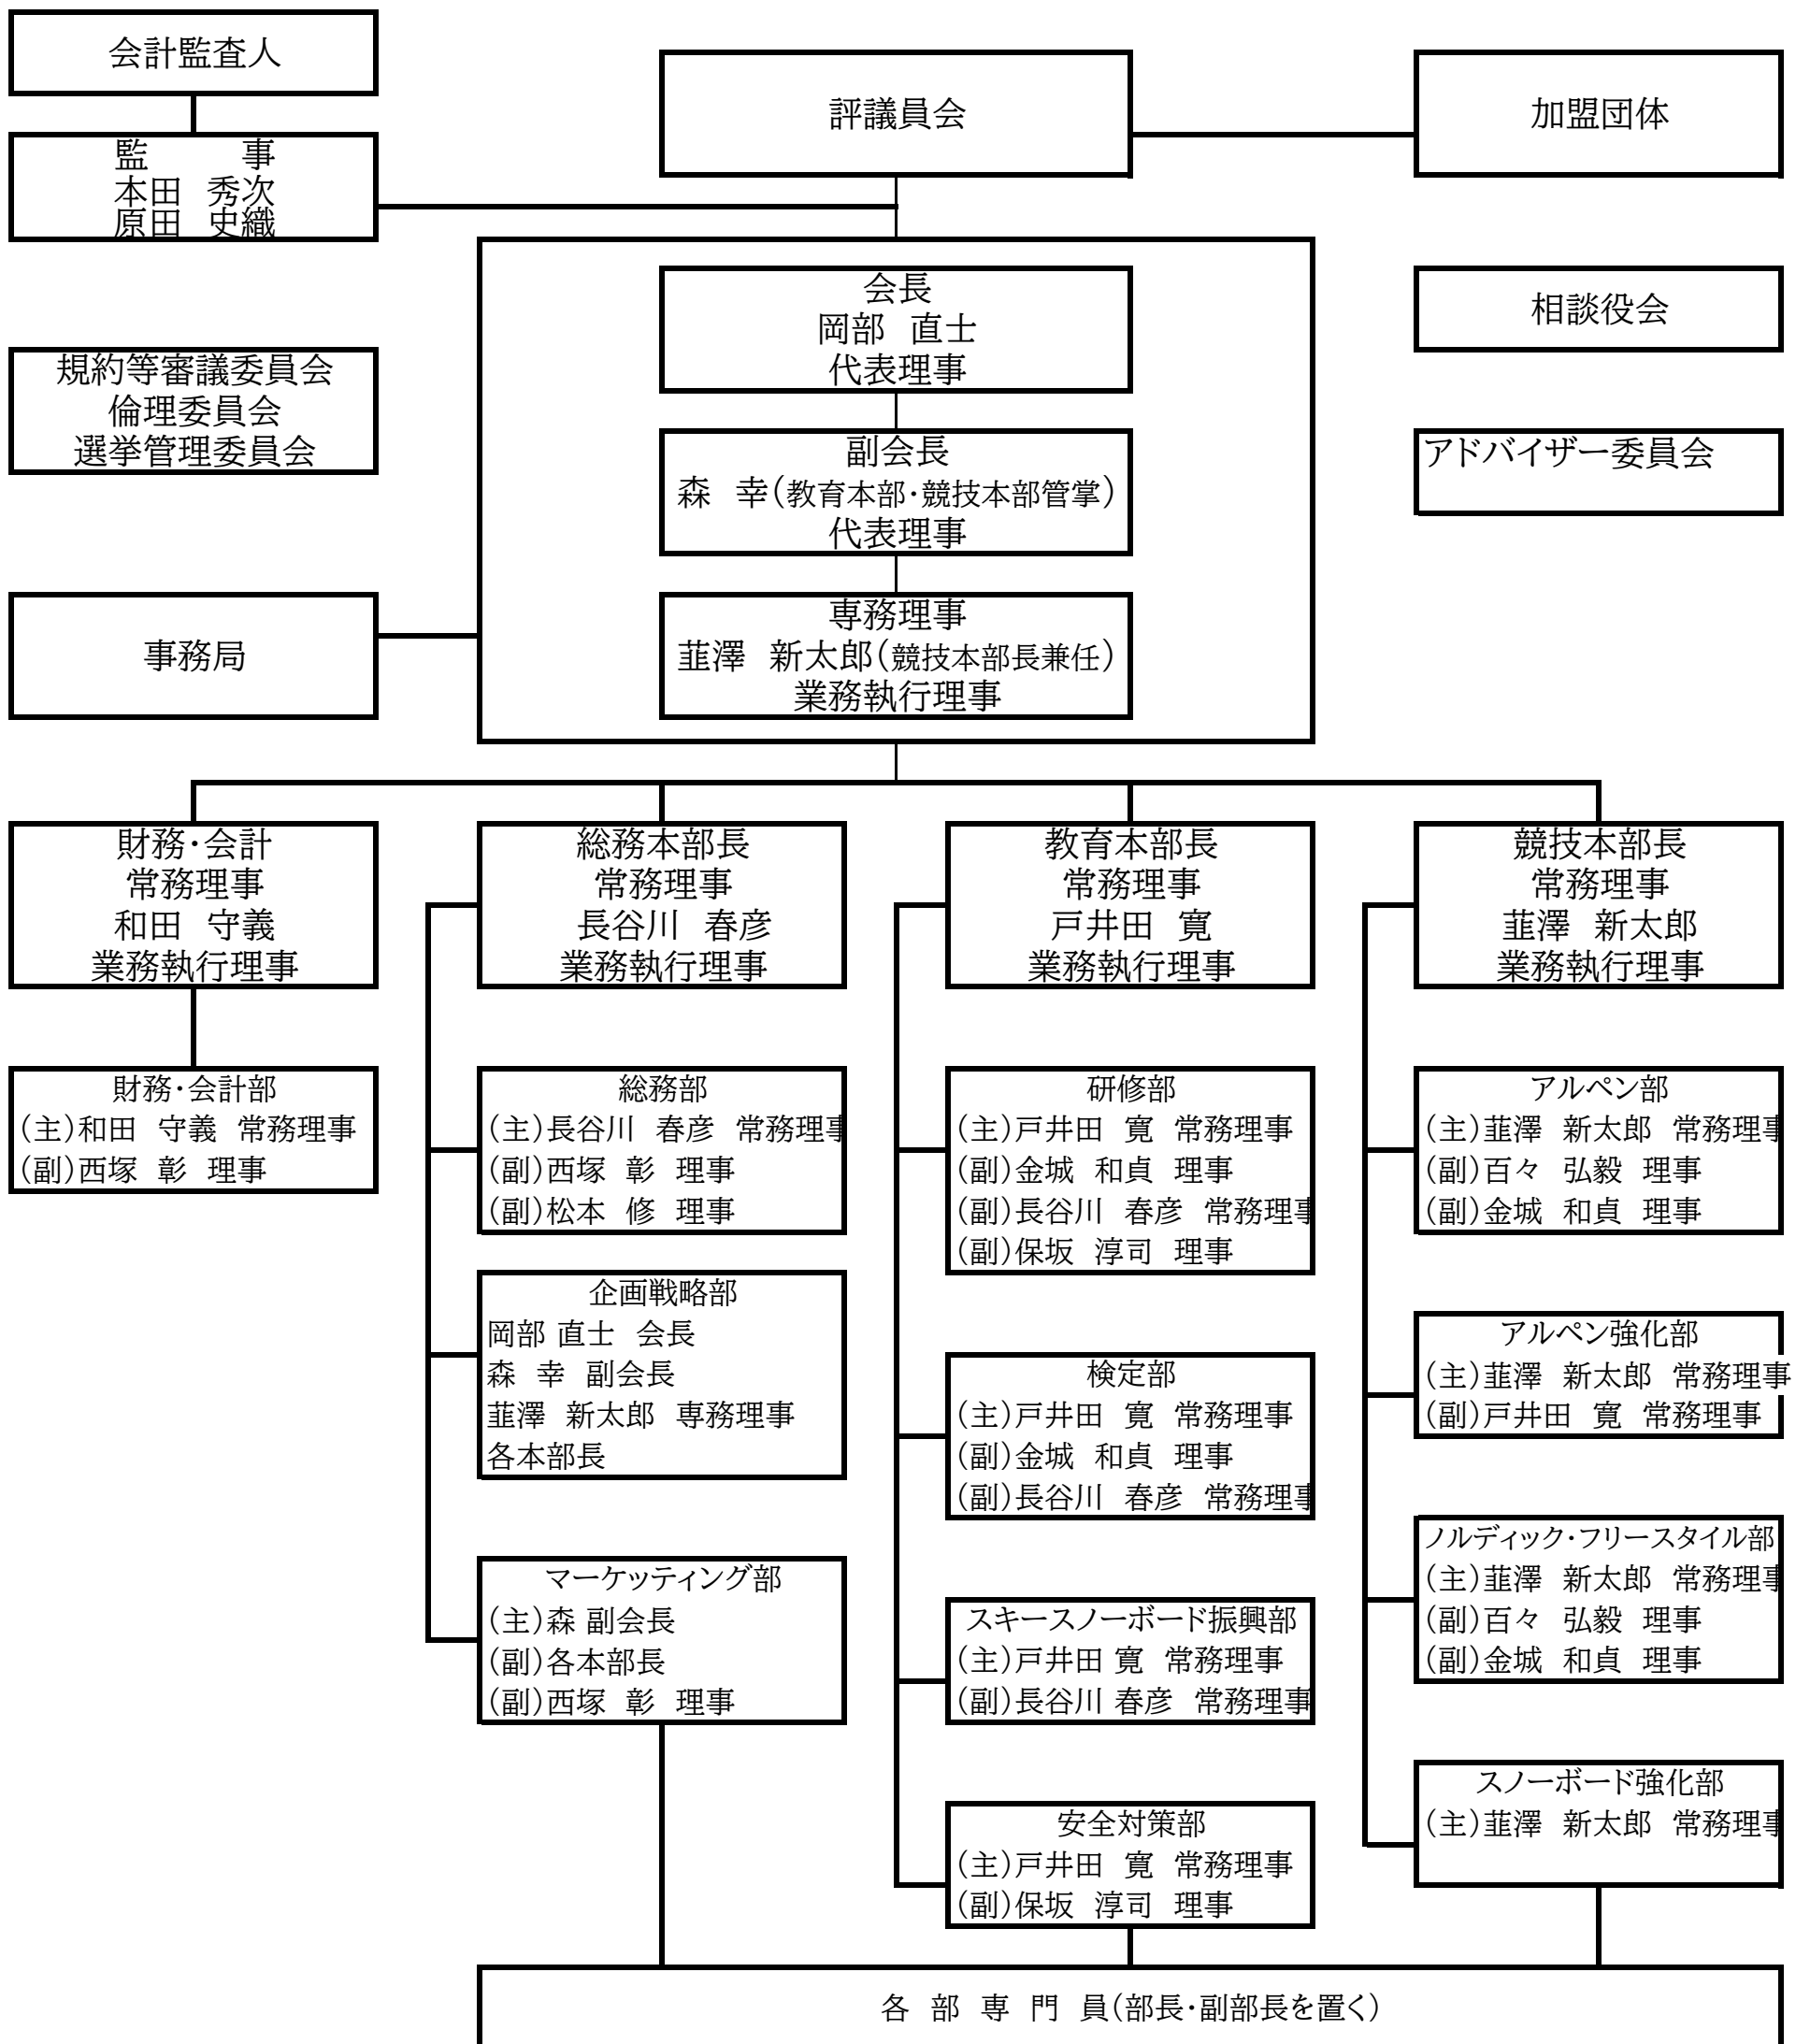 会計監査人
監 事
本田 秀次
原田 史織
評議員会
加盟団体
会長
岡部 直士
代表理事
相談役会
規約等審議委員会
倫理委員会
選挙管理委員会
副会長
森 幸(教育本部・競技本部管掌)
代表理事
アドバイザー委員会
事務局
専務理事
韮澤 新太郎(競技本部長兼任)
業務執行理事
財務・会計
常務理事
和田 守義
業務執行理事
総務本部長
常務理事
長谷川 春彦
業務執行理事
教育本部長
常務理事
戸井田 寛
業務執行理事
競技本部長
常務理事
韮澤 新太郎
業務執行理事
財務・会計部
(主)和田 守義 常務理事
(副)西塚 彰 理事
総務部
(主)長谷川 春彦 常務理事
(副)西塚 彰 理事
(副)松本 修 理事
企画戦略部
岡部 直士 会長
森 幸 副会長
韮澤 新太郎 専務理事
各本部長
マーケッティング部
(主)森 副会長
(副)各本部長
(副)西塚 彰 理事
研修部
(主)戸井田 寛 常務理事
(副)金城 和貞 理事
(副)長谷川 春彦 常務理事
(副)保坂 淳司 理事
検定部
(主)戸井田 寛 常務理事
(副)金城 和貞 理事
(副)長谷川 春彦 常務理事
スキースノーボード振興部
(主)戸井田 寛 常務理事
(副)長谷川 春彦 常務理事
安全対策部
(主)戸井田 寛 常務理事
(副)保坂 淳司 理事
アルペン部
(主)韮澤 新太郎 常務理事
(副)百々 弘毅 理事
(副)金城 和貞 理事
アルペン強化部
(主)韮澤 新太郎 常務理事
(副)戸井田 寛 常務理事
ノルディック・フリースタイル部
(主)韮澤 新太郎 常務理事
(副)百々 弘毅 理事
(副)金城 和貞 理事
スノーボード強化部
(主)韮澤 新太郎 常務理事
各 部 専 門 員(部長・副部長を置く)